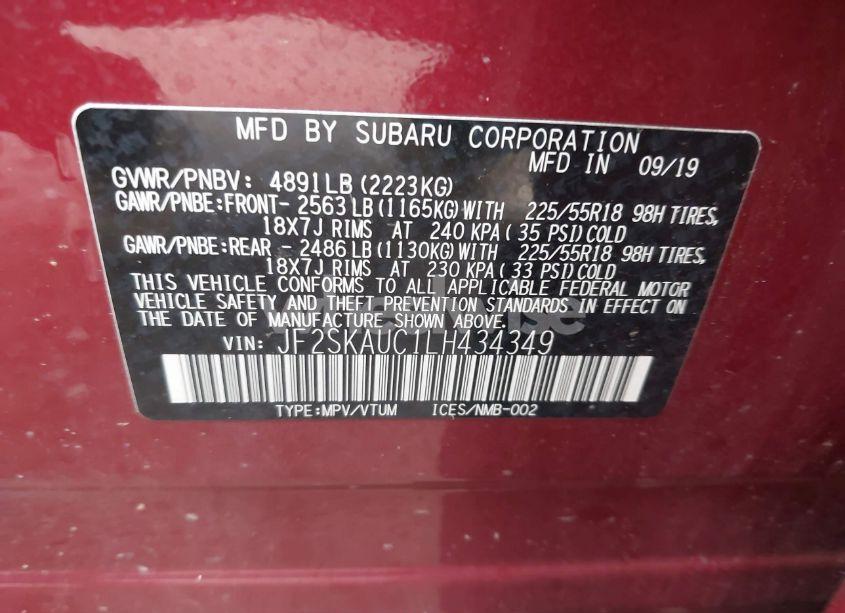 MFD BY SUBARU CORPORATION
MFD IN 09/19
GVWR/PNBV: 4891LB (2223KG)
GAWR/PNBE:FRONT- 2563LB (1165KG) WITH 225/55R18 98H TIRES,
18X7J RIMS AT 240 KPA ( 35 PSI) COLD
GAWR/PNBE:REAR - 2486LB (1130KG) WITH 225/55R18 98H TIRES,
18X7J RIMS AT 230 KPA ( 33 PSI) COLD
THIS VEHICLE CONFORMS TO ALL APPLICABLE FEDERAL MOTOR
VEHICLE SAFETY AND THEFT PREVENTION STANDARDS IN EFFECT ON
THE DATE OF MANUFACTURE SHOWN ABOVE.
VIN: JF2SKAUC1LH434349
TYPE:MPV/VTUM ICES/NMB-002